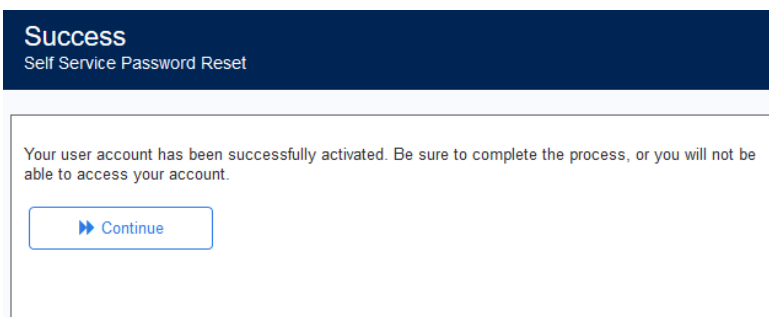 Success
Self Service Password Reset
Your user account has been successfully activated. Be sure to complete the process, or you will not be
able to access your account.
Continue